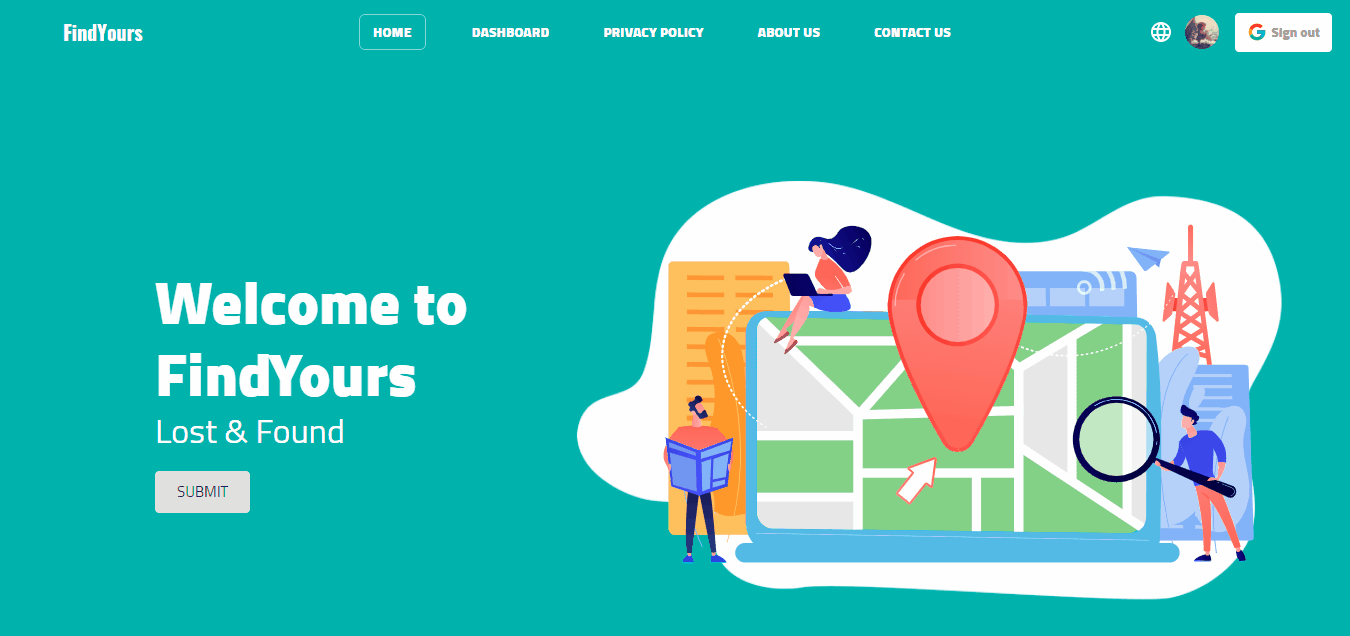 FindYours
HOME
DASHBOARD
PRIVACY POLICY
ABOUT US
CONTACT US
Sign out
Welcome to
FindYours
Lost & Found
SUBMIT